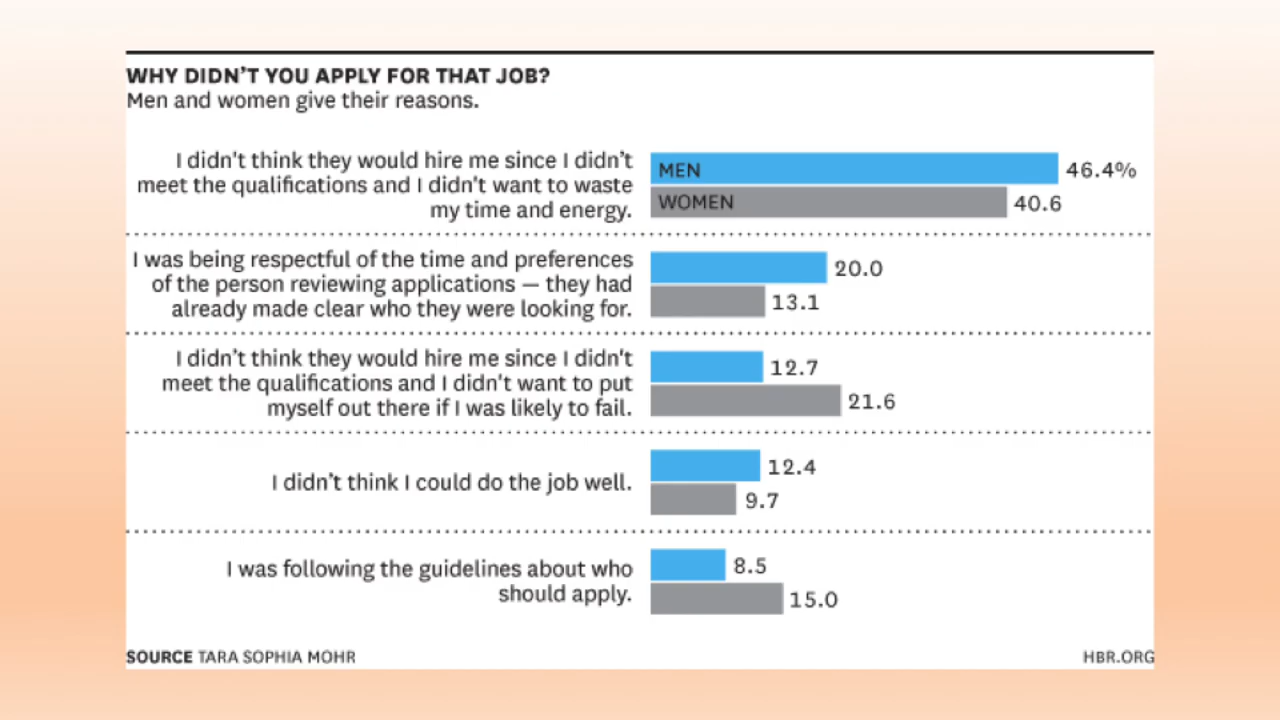 WHY DIDN’T YOU APPLY FOR THAT JOB?
Men and women give their reasons.
I didn't think they would hire me since I didn’t
meet the qualifications and I didn't want to waste
my time and energy.
MEN
46.4%
WOMEN
40.6
I was being respectful of the time and preferences
of the person reviewing applications — they had
already made clear who they were looking for.
20.0
13.1
I didn’t think they would hire me since I didn't
meet the qualifications and I didn't want to put
myself out there if I was likely to fail.
12.7
21.6
I didn’t think I could do the job well.
12.4
9.7
I was following the guidelines about who
should apply.
8.5
15.0
SOURCE TARA SOPHIA MOHR
HBR.ORG